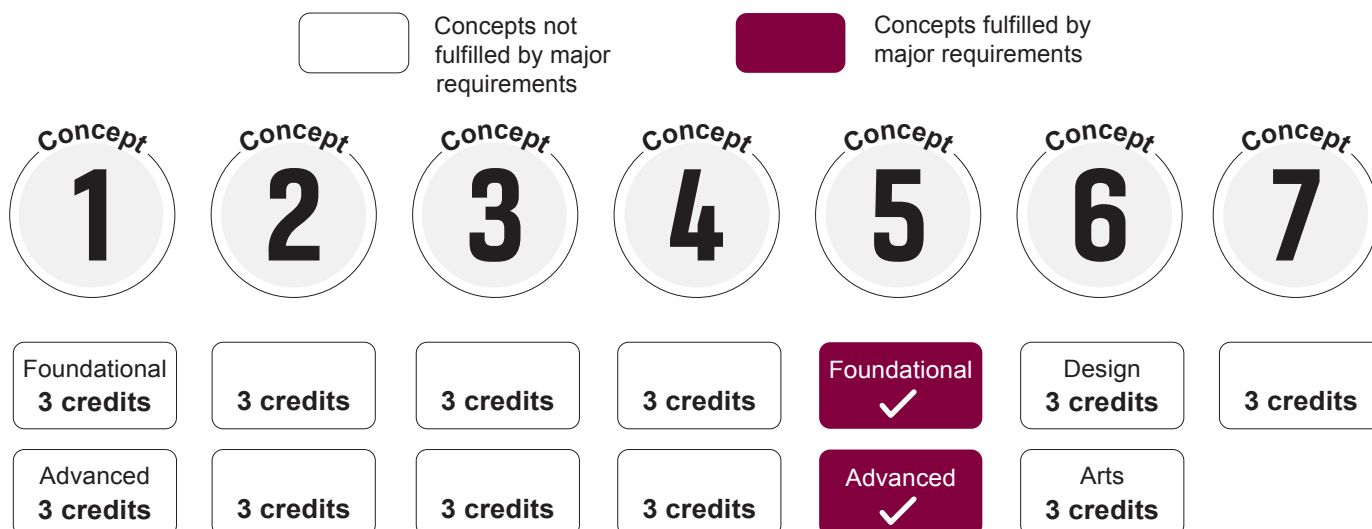 Concepts not
fulfilled by major
requirements
Concepts fulfilled by
major requirements
Concept
1
Concept
2
Concept
3
Concept
4
Concept
5
Concept
6
Concept
7
Foundational
3 credits
3 credits
3 credits
3 credits
Foundational
Design
3 credits
3 credits
Advanced
3 credits
3 credits
3 credits
3 credits
Advanced
Arts
3 credits